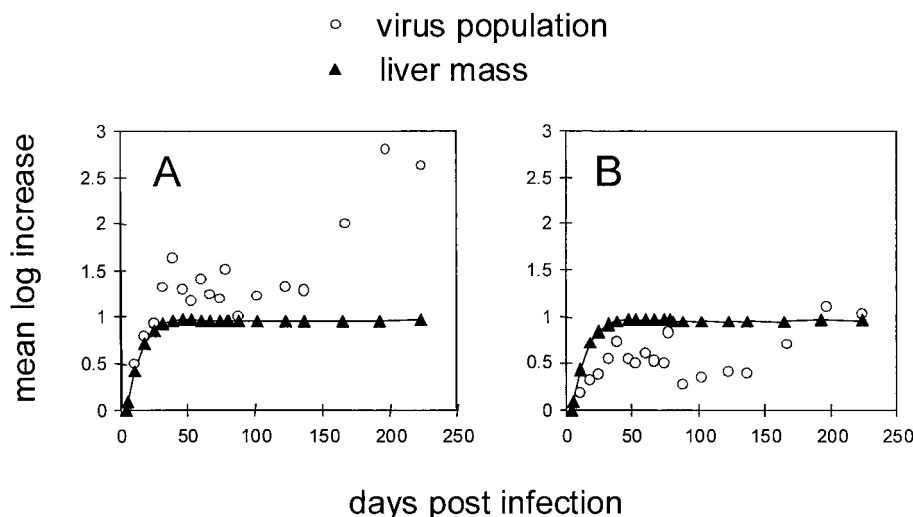 virus population
liver mass
mean log increase
A
3
2.5
2
1.5
1
0.5
0
0 50 100 150 200 250
B
3
2.5
2
1.5
1
0.5
0
0 50 100 150 200 250
days post infection